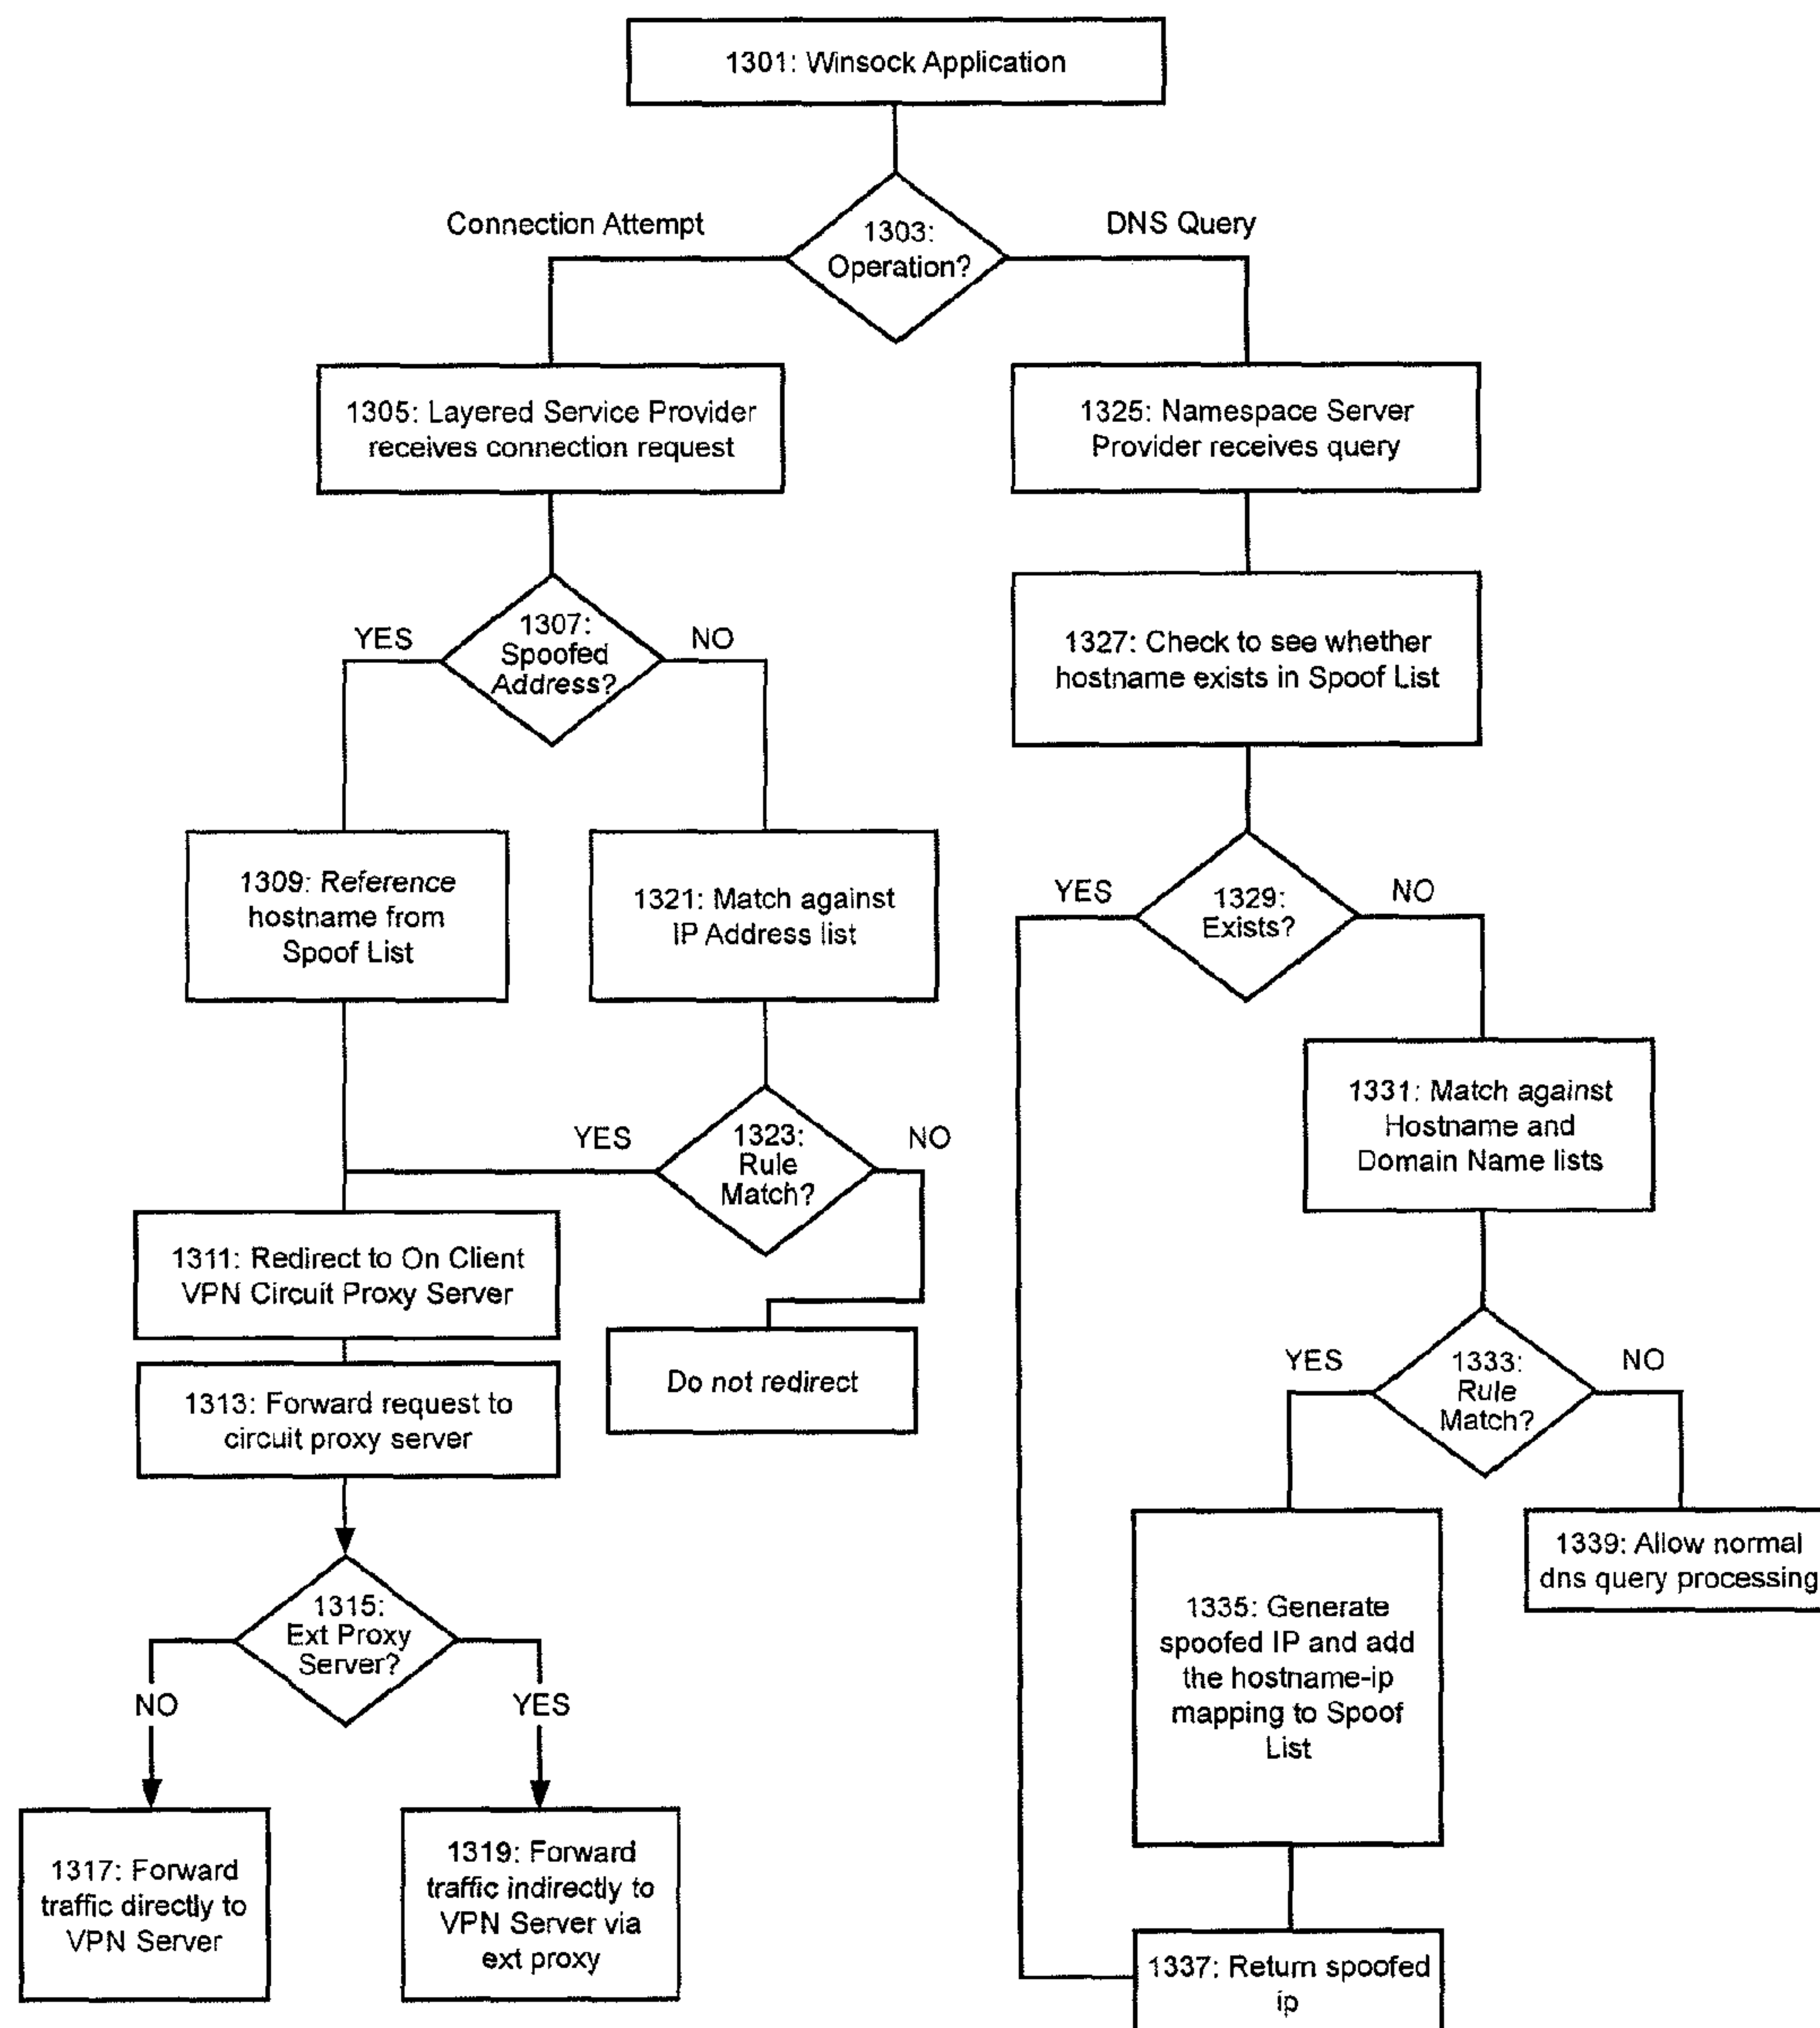 1301: Winsock Application
Connection Attempt
1303:
Operation?
DNS Query
1305: Layered Service Provider
receives connection request
1325: Namespace Server
Provider receives query
YES
1307:
Spoofed
Address?
NO
1327: Check to see whether
hostname exists in Spoof List
1309: Reference
hostname from
Spoof List
1321: Match against
IP Address list
YES
1329:
Exists?
NO
1331: Match against
Hostname and
Domain Name lists
YES
1323:
Rule
Match?
NO
1311: Redirect to On Client
VPN Circuit Proxy Server
Do not redirect
1313: Forward request to
circuit proxy server
YES
1333:
Rule
Match?
NO
1335: Generate
spoofed IP and add
the hostname-ip
mapping to Spoof
List
1339: Allow normal
dns query processing
1315:
Ext Proxy
Server?
NO
YES
1317: Forward
traffic directly to
VPN Server
1319: Forward
traffic indirectly to
VPN Server via
ext proxy
1337: Return spoofed
ip